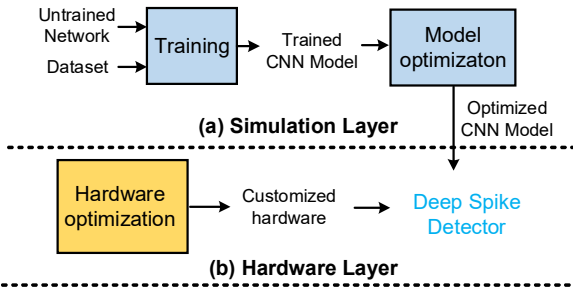 Untrained
Network
Dataset
Training
Trained
CNN Model
Model
optimizaton
(a) Simulation Layer
Optimized
CNN Model
Hardware
optimization
Customized
hardware
Deep Spike
Detector
(b) Hardware Layer